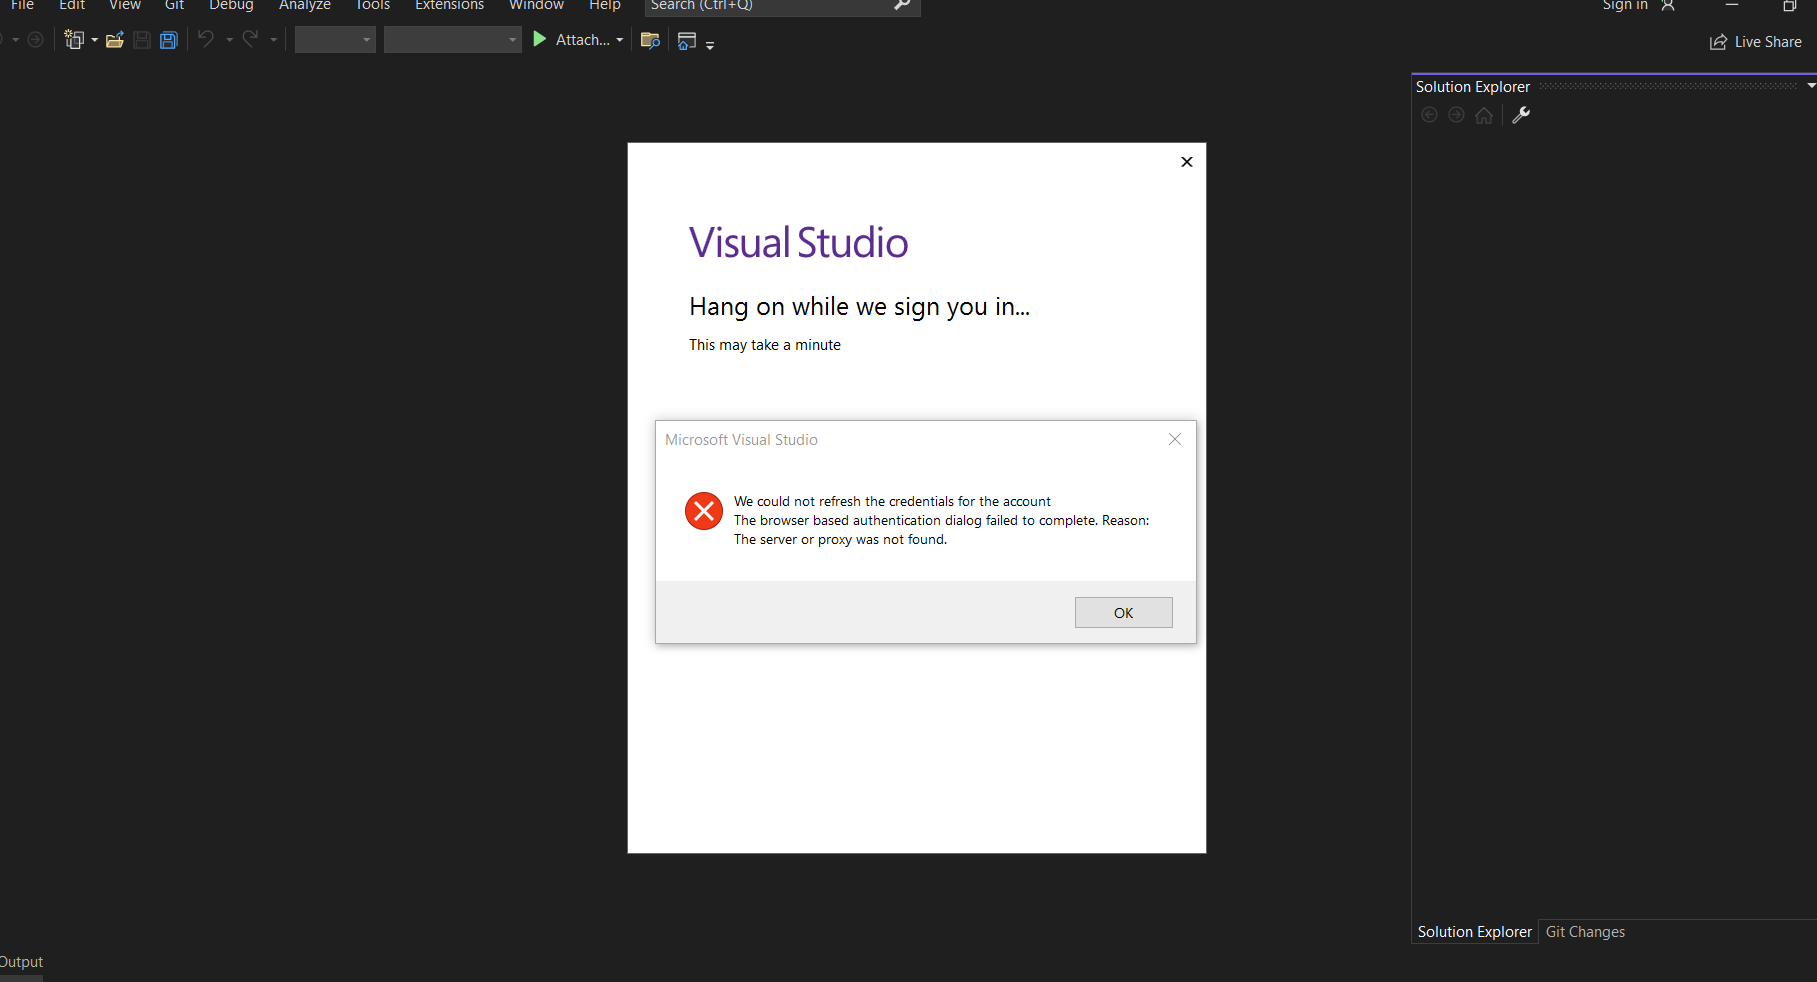 File Edit View Git Debug Analyze Tools Extensions Window Help Search (Ctrl+Q) Sign in
Attach... Live Share
Solution Explorer
Visual Studio
Hang on while we sign you in...
This may take a minute
Microsoft Visual Studio
We could not refresh the credentials for the account
The browser based authentication dialog failed to complete. Reason:
The server or proxy was not found.
OK
Solution Explorer Git Changes
Output